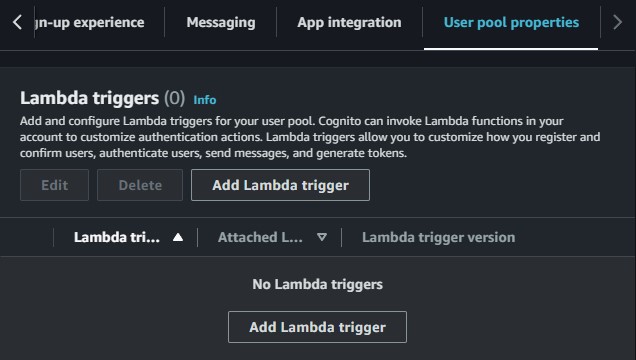 gn-up experience Messaging App integration User pool properties
Lambda triggers (0) Info
Add and configure Lambda triggers for your user pool. Cognito can invoke Lambda functions in your
account to customize authentication actions. Lambda triggers allow you to customize how you register and
confirm users, authenticate users, send messages, and generate tokens.
Edit Delete Add Lambda trigger
Lambda tri... Attached L... Lambda trigger version
No Lambda triggers
Add Lambda trigger